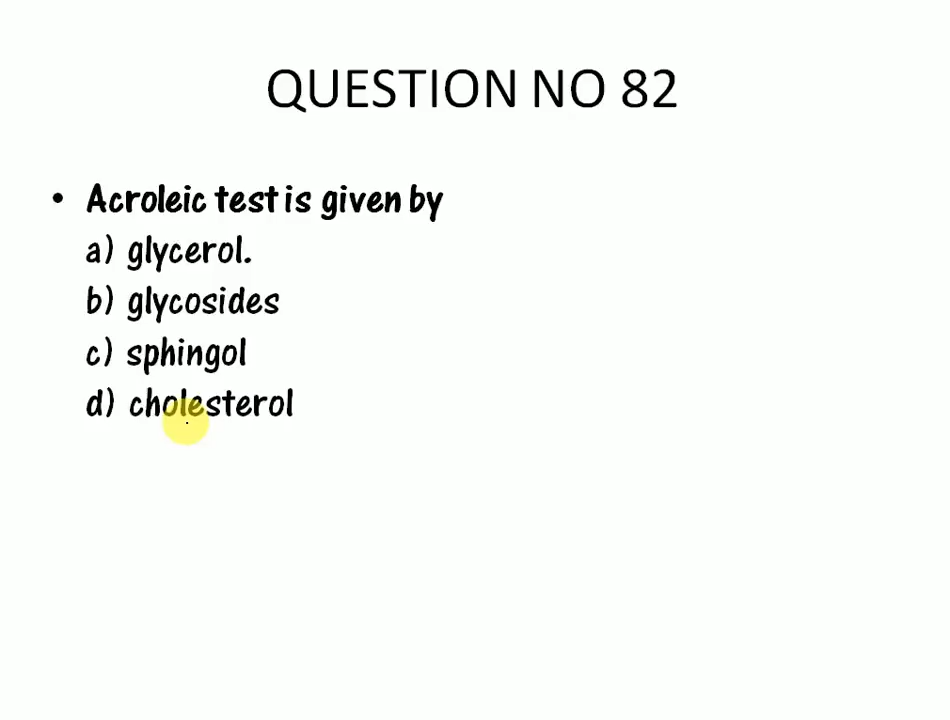 QUESTION NO 82
• Acroleic test is given by
a) glycerol.
b) glycosides
c) sphingol
d) cholesterol